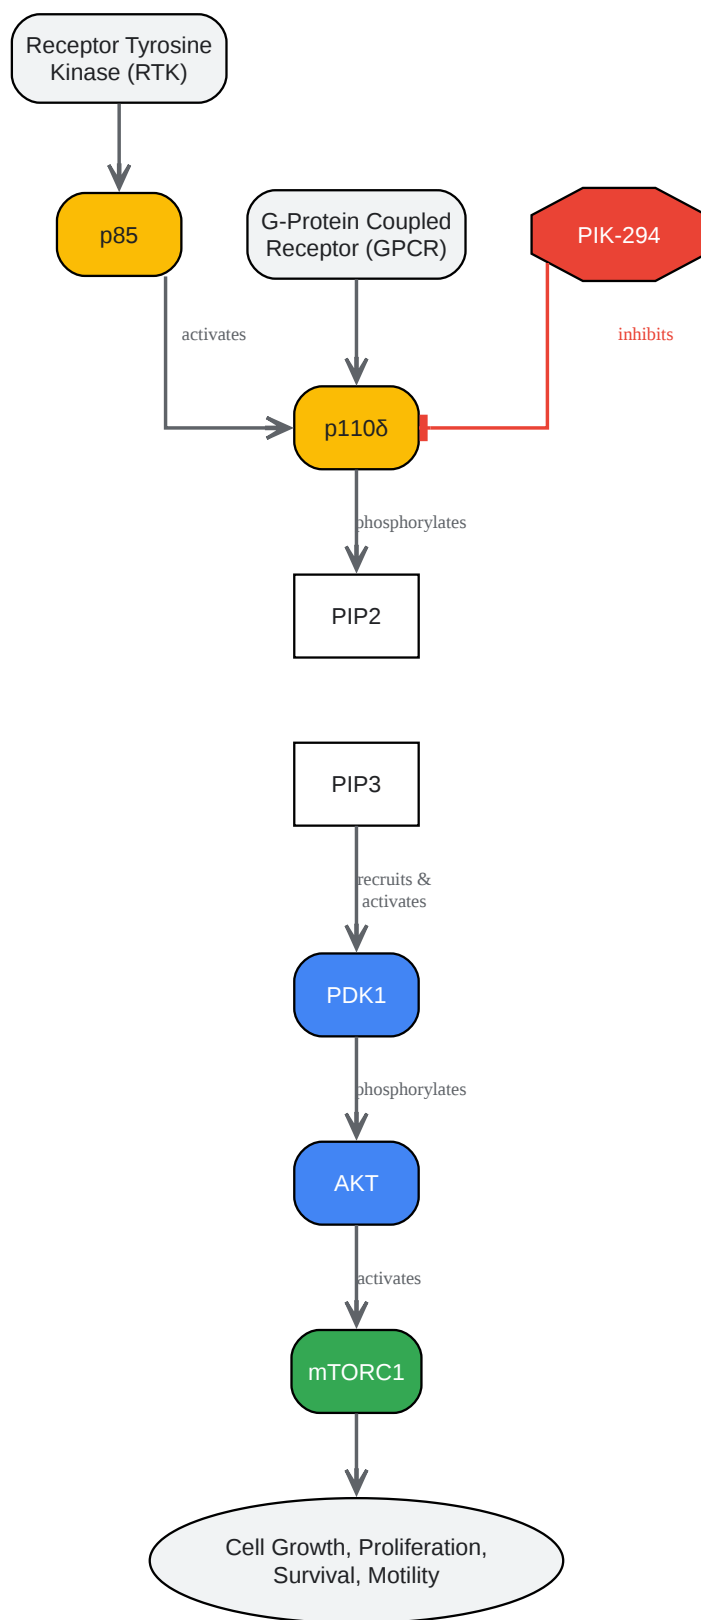 Receptor Tyrosine
Kinase (RTK)
p85
G-Protein Coupled
Receptor (GPCR)
PIK-294
activates
inhibits
p110δ
phosphorylates
PIP2
PIP3
recruits &
activates
PDK1
phosphorylates
AKT
activates
mTORC1
Cell Growth, Proliferation,
Survival, Motility